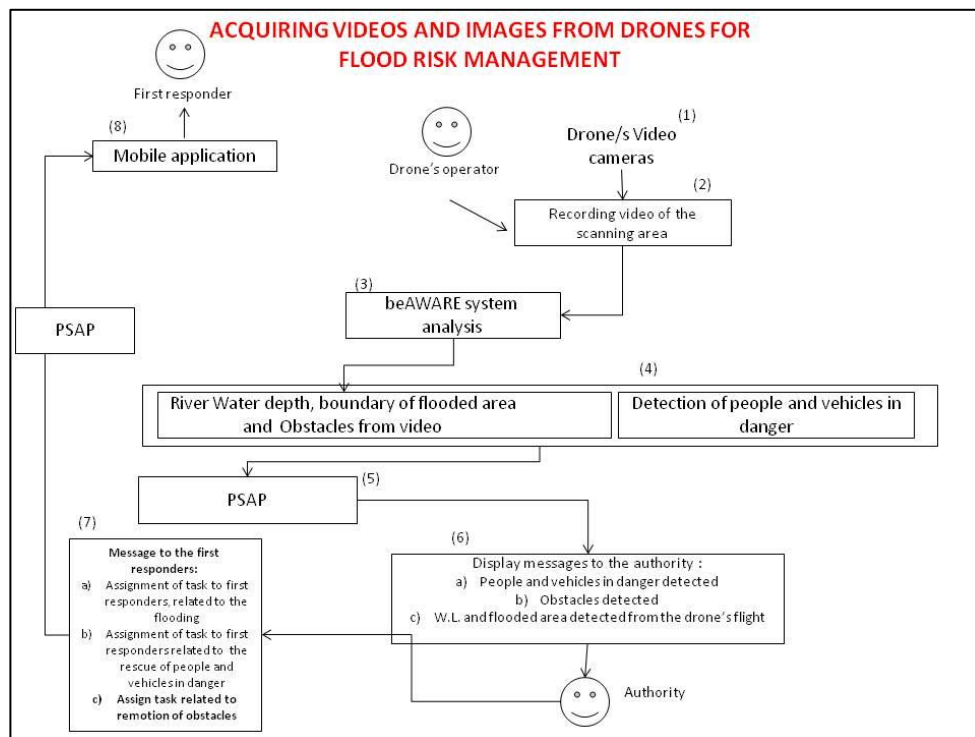 ACQUIRING VIDEOS AND IMAGES FROM DRONES FOR
FLOOD RISK MANAGEMENT
First responder
(8)
Mobile application
Drone's operator
(1)
Drone/s Video
cameras
(2)
Recording video of the
scanning area
(3)
beAWARE system
analysis
PSAP
(4)
River Water depth, boundary of flooded area
and Obstacles from video
Detection of people and vehicles in
danger
(5)
PSAP
(6)
Display messages to the authority :
a) People and vehicles in danger detected
b) Obstacles detected
c) W.L. and flooded area detected from the drone's flight
(7)
Message to the first
responders:
a) Assignment of task to first
responders, related to the
flooding
b) Assignment of task to first
responders related to the
rescue of people and
vehicles in danger
c) Assign task related to
remotion of obstacles
Authority